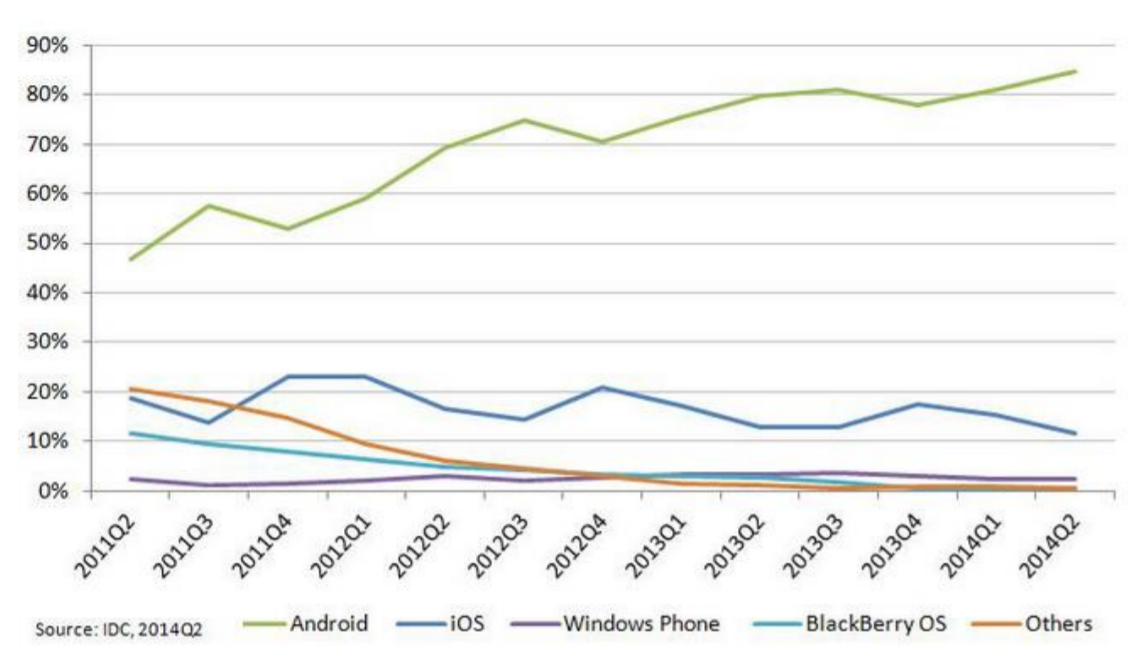 90%
80%
70%
60%
50%
40%
30%
20%
10%
0%
2011Q2
2011Q3
2011Q4
2012Q1
2012Q2
2012Q3
2012Q4
2013Q1
2013Q2
2013Q3
2013Q4
2014Q1
2014Q2
Source: IDC, 2014Q2
Android
iOS
Windows Phone
BlackBerry OS
Others